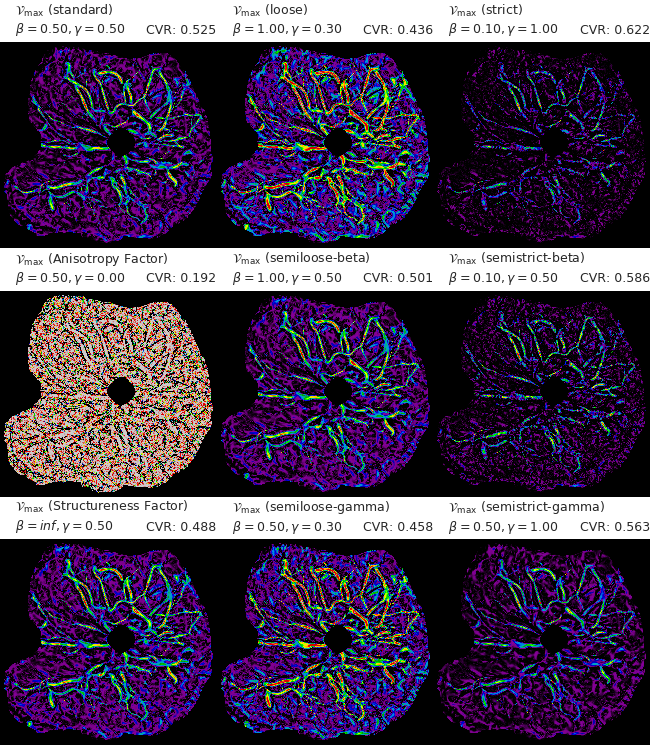 𝒱max (standard)
β = 0.50, γ = 0.50 CVR: 0.525
𝒱max (loose)
β = 1.00, γ = 0.30 CVR: 0.436
𝒱max (strict)
β = 0.10, γ = 1.00 CVR: 0.622
𝒱max (Anisotropy Factor)
β = 0.50, γ = 0.00 CVR: 0.192
𝒱max (semiloose-beta)
β = 1.00, γ = 0.50 CVR: 0.501
𝒱max (semistrict-beta)
β = 0.10, γ = 0.50 CVR: 0.586
𝒱max (Structureness Factor)
β = inf, γ = 0.50 CVR: 0.488
𝒱max (semiloose-gamma)
β = 0.50, γ = 0.30 CVR: 0.458
𝒱max (semistrict-gamma)
β = 0.50, γ = 1.00 CVR: 0.563